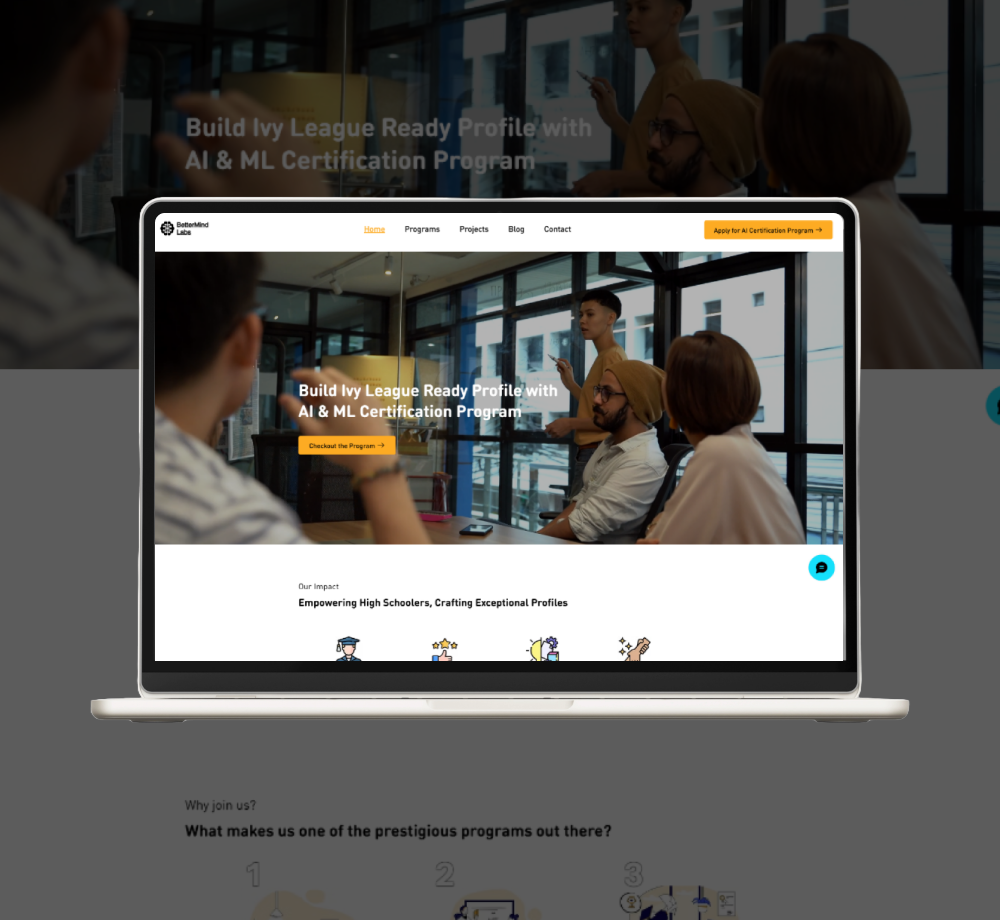 Build Ivy League Ready Profile with
AI & ML Certification Program
BetterMind
Labs
Home
Programs
Projects
Blog
Contact
Apply for AI Certification Program →
Build Ivy League Ready Profile with
AI & ML Certification Program
Checkout the Program →
Our Impact
Empowering High Schoolers, Crafting Exceptional Profiles
Why join us?
What makes us one of the prestigious programs out there?
1
2
3